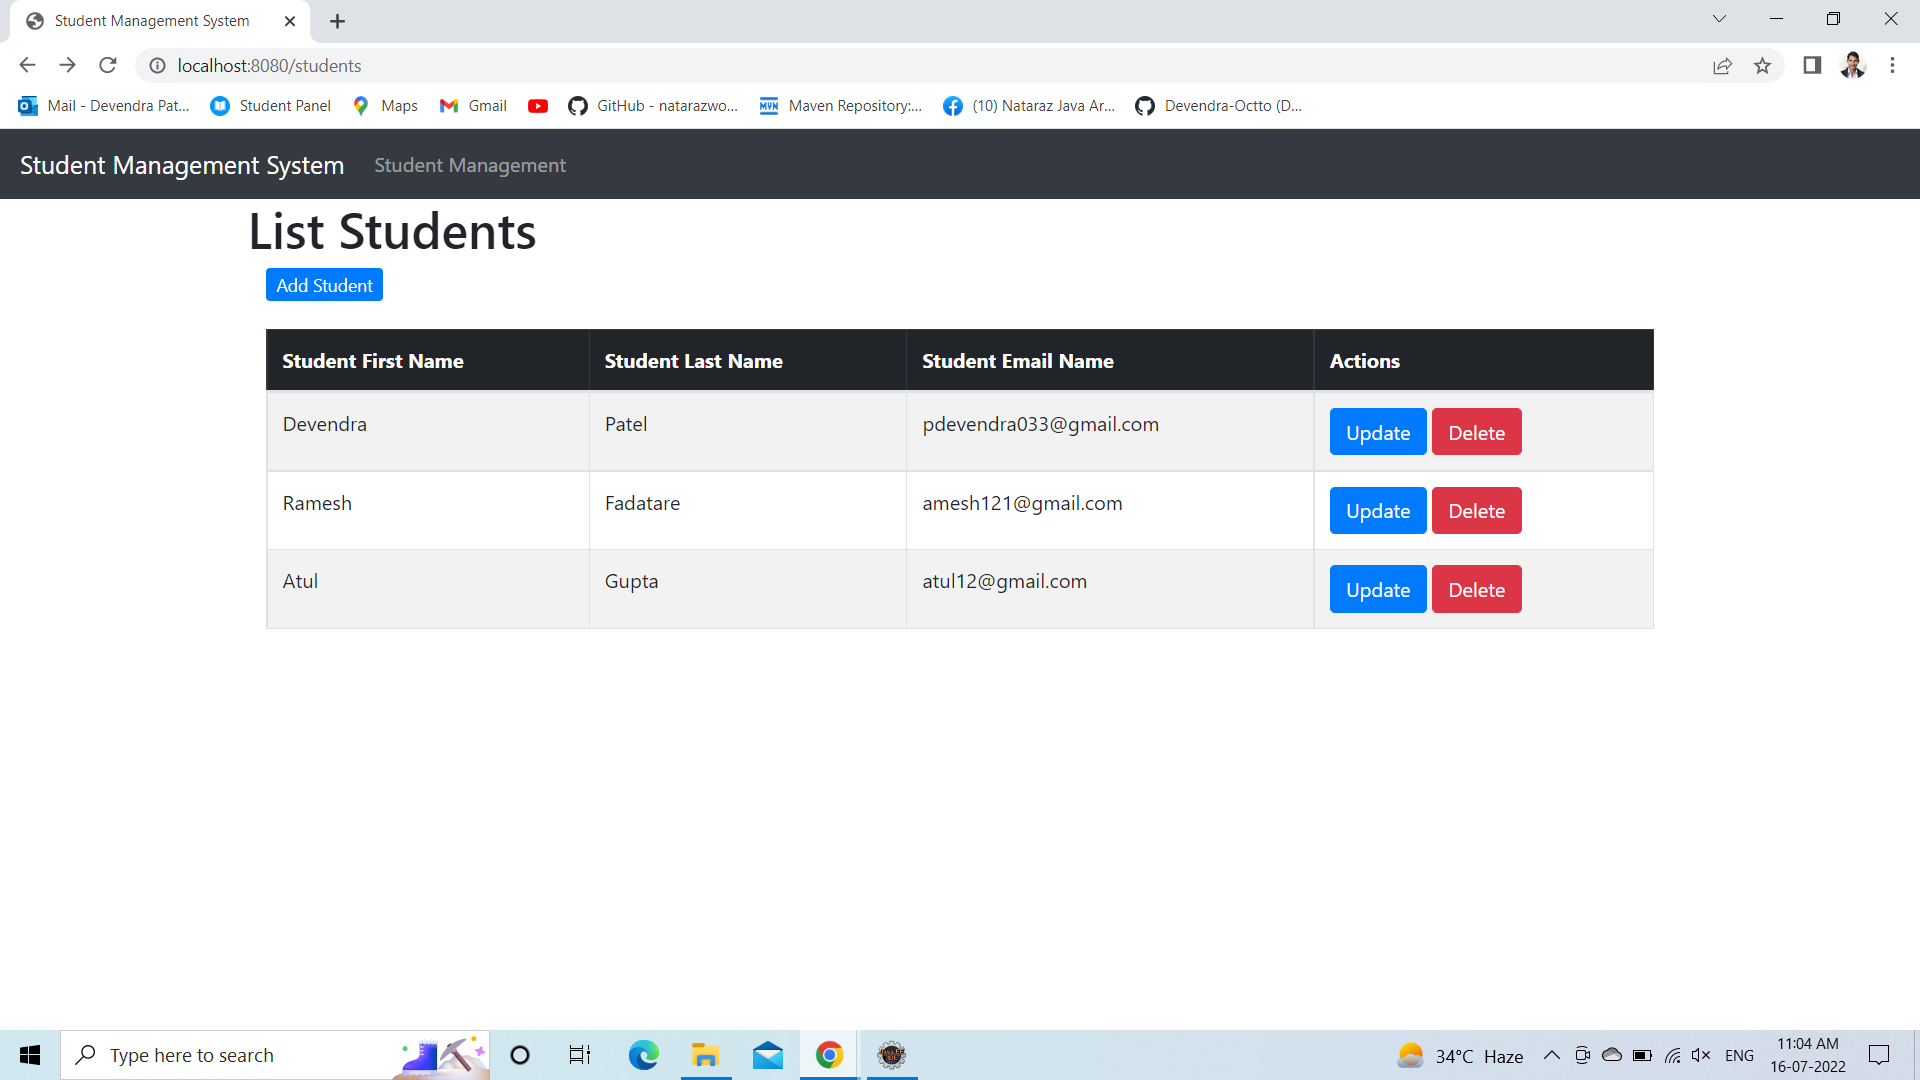 Student Management System
localhost:8080/students
Mail - Devendra Pat... Student Panel Maps Gmail GitHub - natarazwo... Maven Repository:... (10) Nataraz Java Ar... Devendra-Octto (D...
Student Management System Student Management
List Students
Add Student
Student First Name Student Last Name Student Email Name Actions
Devendra Patel pdevendra033@gmail.com Update Delete
Ramesh Fadatare amesh121@gmail.com Update Delete
Atul Gupta atul12@gmail.com Update Delete
Type here to search 34°C Haze ENG 11:04 AM
16-07-2022